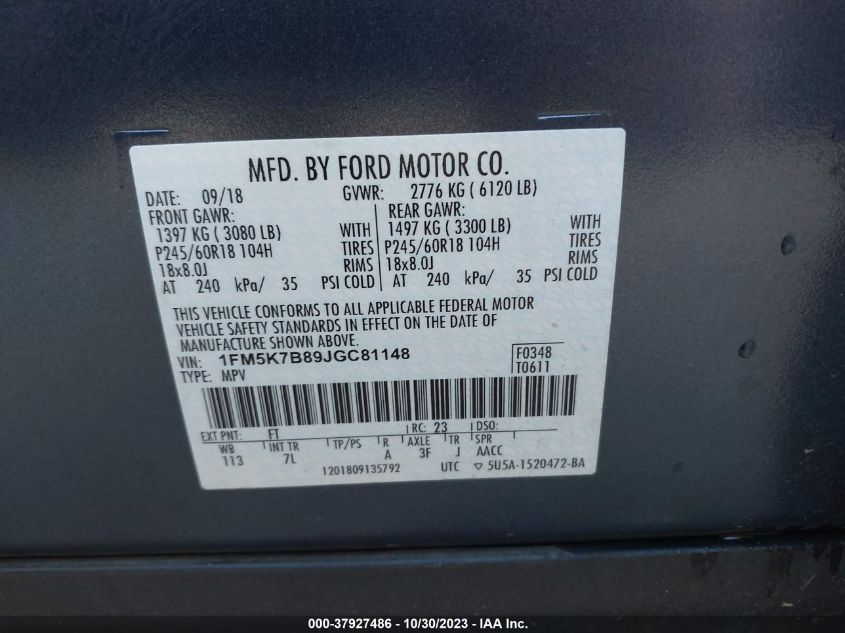 MFD. BY FORD MOTOR CO.
DATE: 09/18 GVWR: 2776 KG ( 6120 LB)
FRONT GAWR: REAR GAWR:
1397 KG ( 3080 LB) WITH 1497 KG ( 3300 LB) WITH
P245/60R18 104H TIRES P245/60R18 104H TIRES
18x8.0J RIMS 18x8.0J RIMS
AT 240 kPa/ 35 PSI COLD AT 240 kPa/ 35 PSI COLD
THIS VEHICLE CONFORMS TO ALL APPLICABLE FEDERAL MOTOR
VEHICLE SAFETY STANDARDS IN EFFECT ON THE DATE OF
MANUFACTURE SHOWN ABOVE.
VIN: 1FM5K7B89JGC81148 F0348
TYPE: MPV T0611
EXT PNT: FT RC: 23 DSO:
WB INT TR TP/PS R AXLE TR SPR
113 7L A 3F J AACC
1201809135792 UTC ▽ 5U5A-1520472-BA
000-37927486 - 10/30/2023 - IAA Inc.